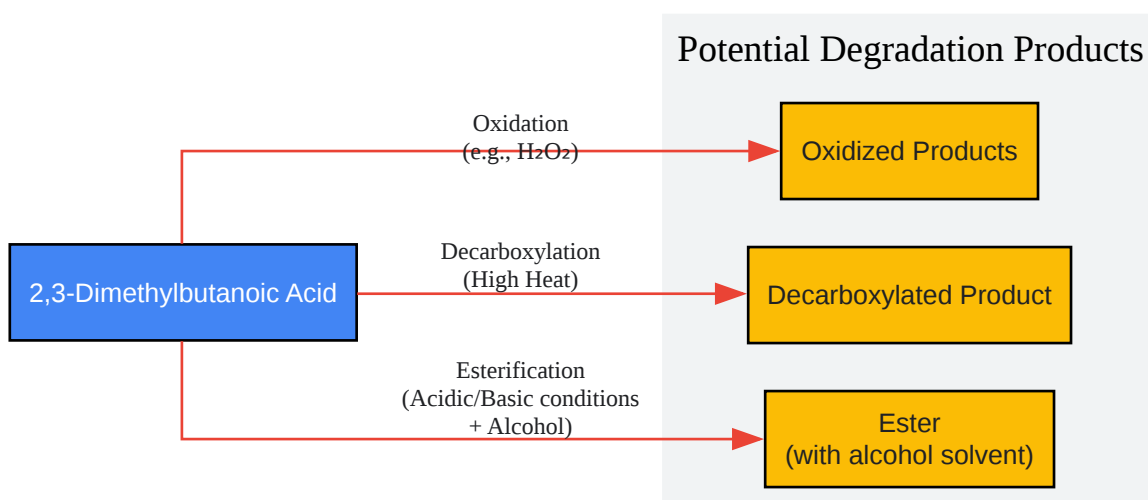 Potential Degradation Products
Oxidation
(e.g., H₂O₂)
Oxidized Products
2,3-Dimethylbutanoic Acid
Decarboxylation
(High Heat)
Decarboxylated Product
Esterification
(Acidic/Basic conditions
+ Alcohol)
Ester
(with alcohol solvent)